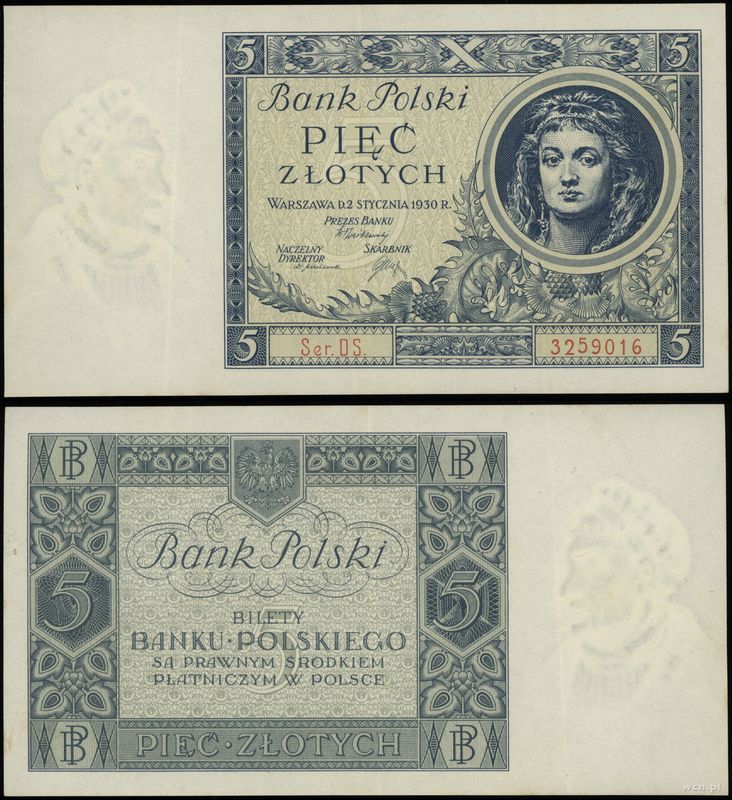 5 5
Bank Polski
PIĘĆ
ZŁOTYCH
WARSZAWA D.2 STYCZNIA 1930 R.
PREZES BANKU
NACZELNY DYREKTOR
SKARBNIK
5 Ser. DS. 3259016 5
BP BP
Bank Polski
5 5
BILETY
BANKU·POLSKIEGO
SĄ PRAWNYM ŚRODKIEM
PŁATNICZYM W POLSCE
BP PIĘĆ·ZŁOTYCH BP
wcn.pl